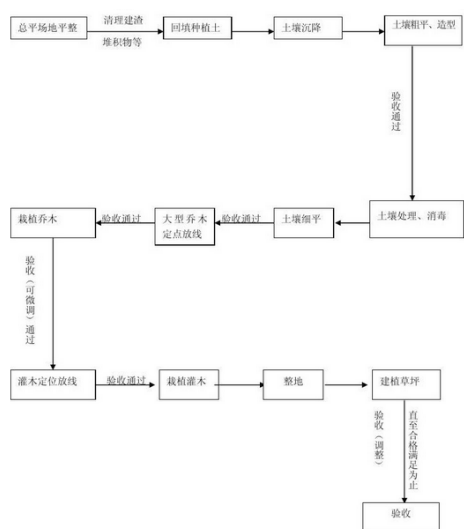 总平场地平整
清理建渣
堆积物等
回填种植土
土壤沉降
土壤粗平、造型
验收通过
土壤处理、消毒
土壤细平
验收通过
大型乔木
定点放线
验收通过
栽植乔木
验收（可微调）通过
灌木定位放线
验收通过
栽植灌木
整地
建植草坪
验收（调整）
直至合格满足为止
验收